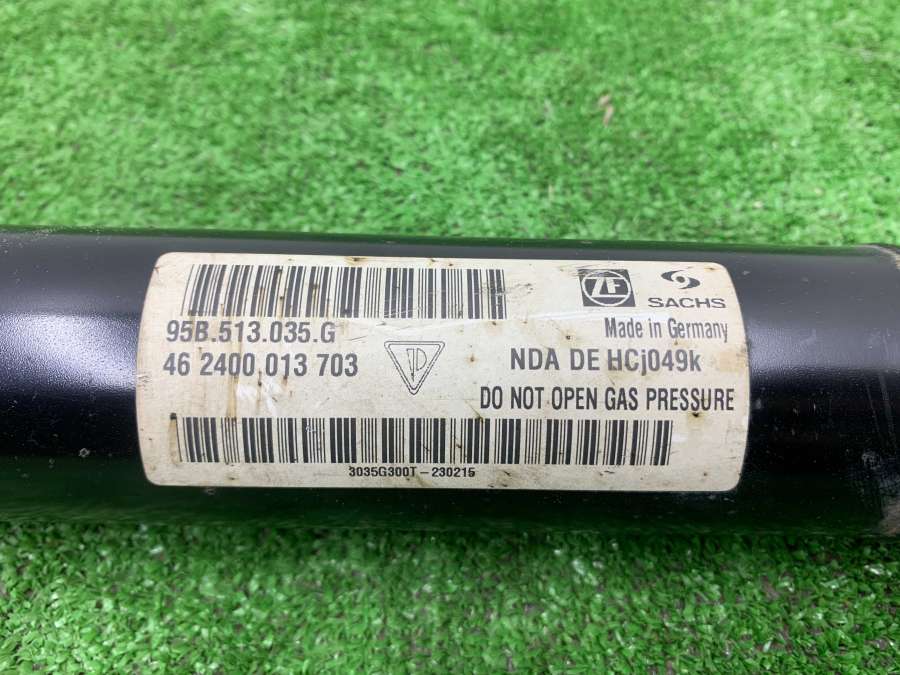 ZF
SACHS
95B.513.035.G
Made in Germany
46 2400 013 703
NDA DE HCj049k
DO NOT OPEN GAS PRESSURE
3035G300T-230215